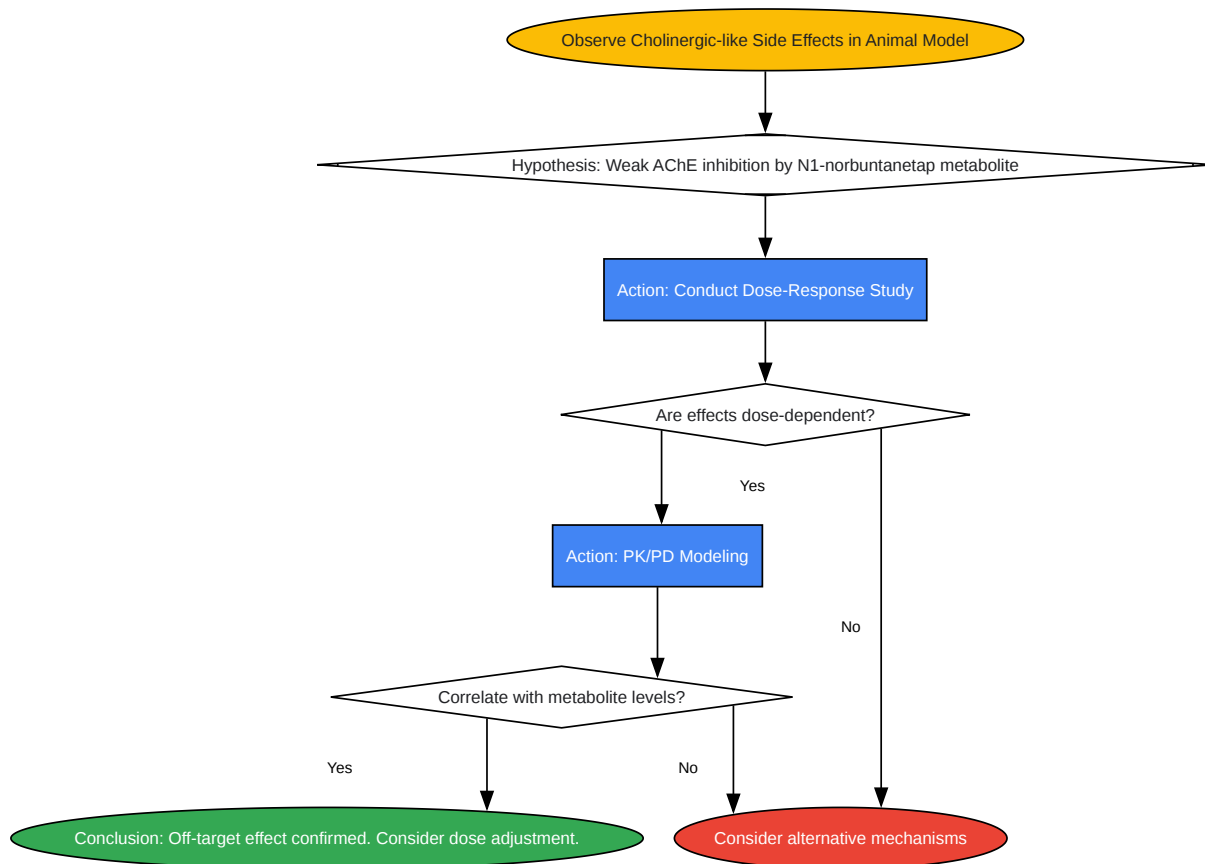 Observe Cholinergic-like Side Effects in Animal Model
Hypothesis: Weak AChE inhibition by N1-norbuntanetap metabolite
Action: Conduct Dose-Response Study
Are effects dose-dependent?
Yes
Action: PK/PD Modeling
No
Correlate with metabolite levels?
Yes
No
Conclusion: Off-target effect confirmed. Consider dose adjustment.
Consider alternative mechanisms